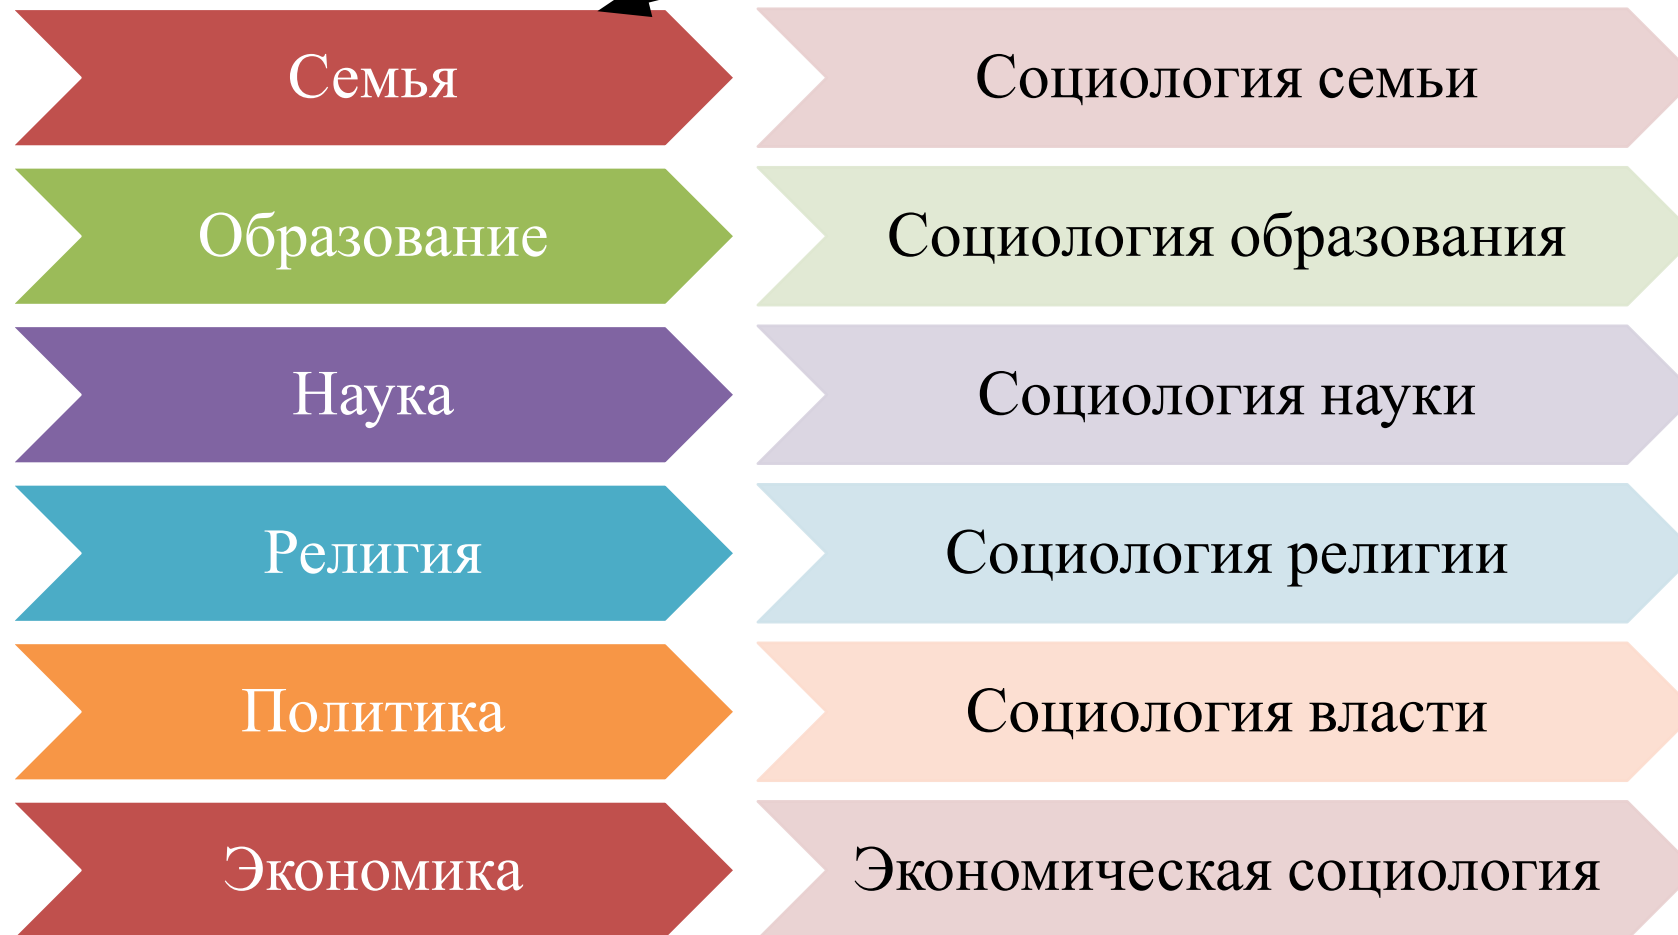 Семья
Социология семьи
Образование
Социология образования
Наука
Социология науки
Религия
Социология религии
Политика
Социология власти
Экономика
Экономическая социология